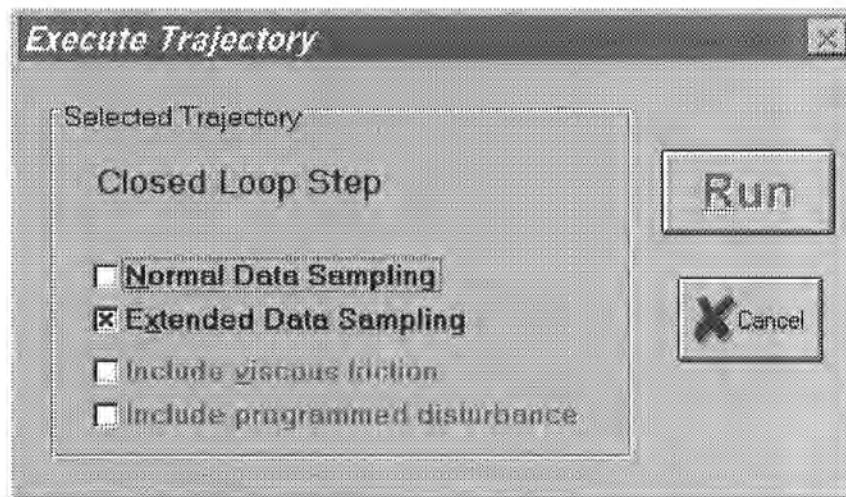 Execute Trajectory
Selected Trajectory
Closed Loop Step
Normal Data Sampling
Extended Data Sampling
Include viscous friction
Include programmed disturbance
Run
Cancel